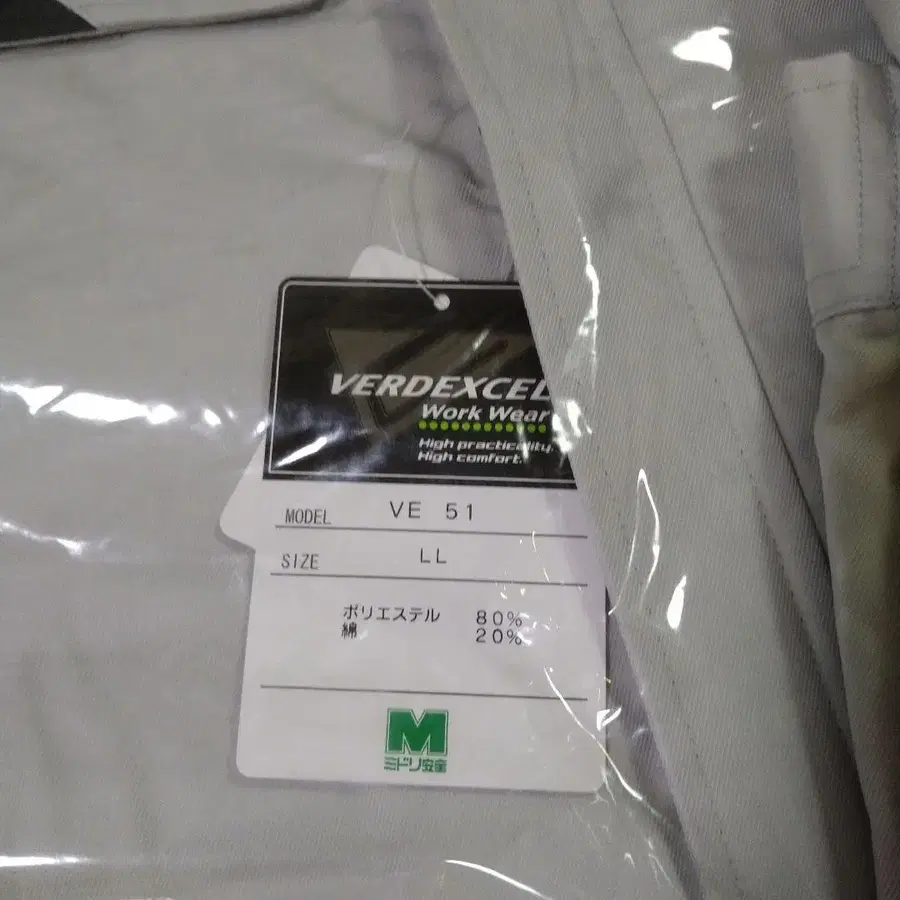 VERDEXCEL
Work Wear
High practicality.
High comfort.
MODEL VE 51
SIZE LL
ポリエステル 80%
綿 20%
M
ミドリ安全